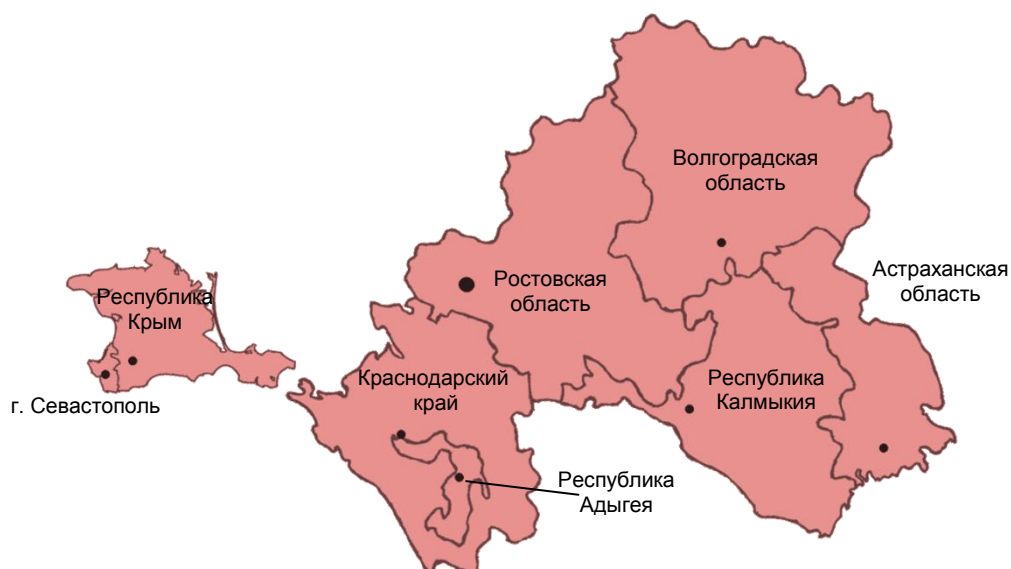 Волгоградская
область
Астраханская
область
Ростовская
область
Республика
Крым
Краснодарский
край
Республика
Калмыкия
г. Севастополь
Республика
Адыгея